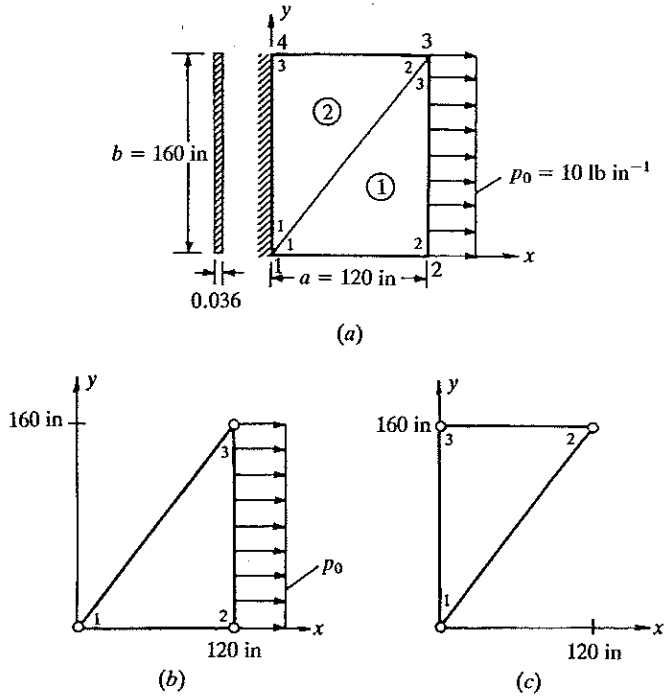 y
4 3
3 2
3
②
b = 160 in
①
p₀ = 10 lb in⁻¹
1
1 2
1 a = 120 in 2 x
0.036
(a)
y y
160 in 160 in
3 3 2
p₀
1 2 x 1 x
120 in 120 in
(b) (c)